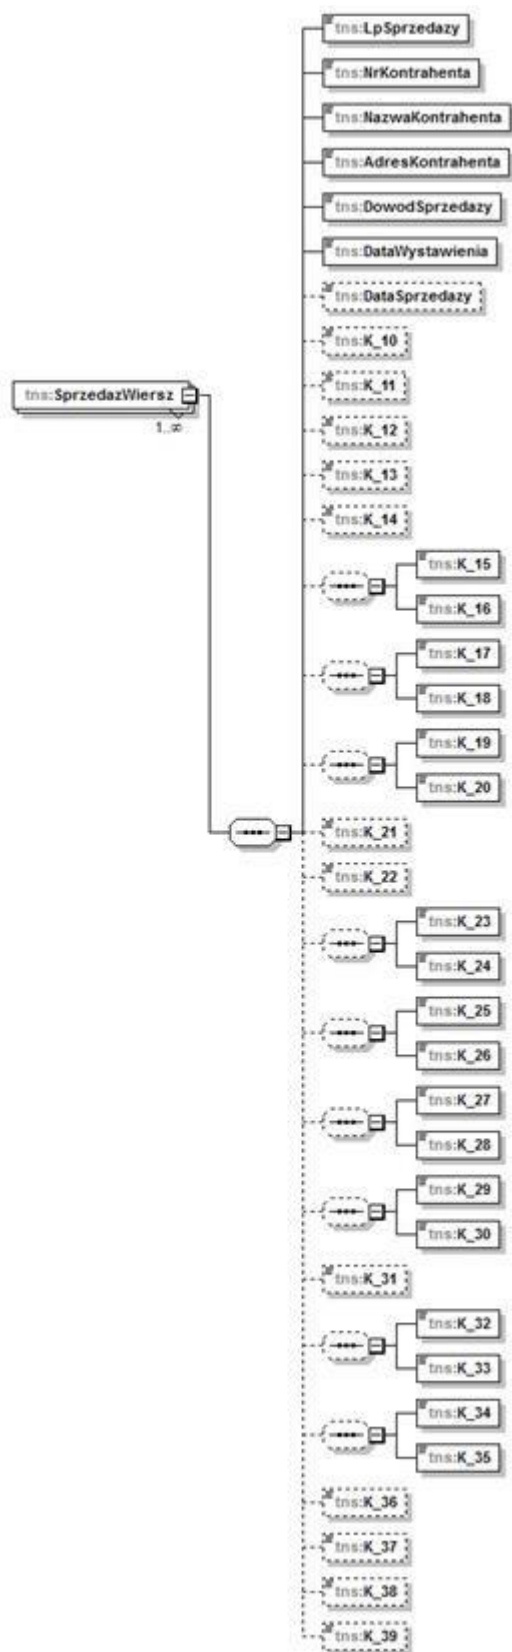 tns:LpSprzedazy
tns:NrKontrahenta
tns:NazwaKontrahenta
tns:AdresKontrahenta
tns:DowodSprzedazy
tns:DataWystawienia
tns:DataSprzedazy
tns:K_10
tns:K_11
tns:SprzedazWiersz
1..∞
tns:K_12
tns:K_13
tns:K_14
tns:K_15
tns:K_16
tns:K_17
tns:K_18
tns:K_19
tns:K_20
tns:K_21
tns:K_22
tns:K_23
tns:K_24
tns:K_25
tns:K_26
tns:K_27
tns:K_28
tns:K_29
tns:K_30
tns:K_31
tns:K_32
tns:K_33
tns:K_34
tns:K_35
tns:K_36
tns:K_37
tns:K_38
tns:K_39